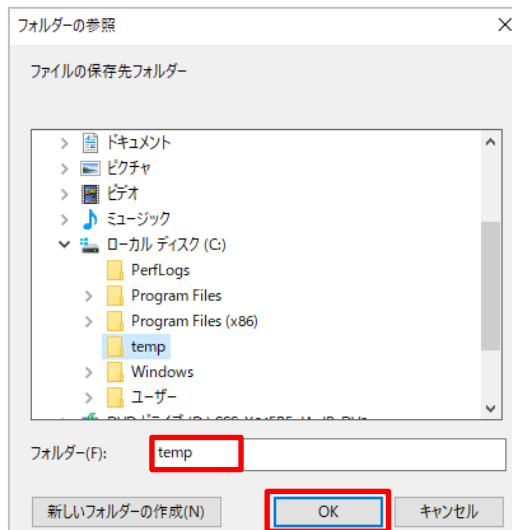 フォルダーの参照
ファイルの保存先フォルダー
ドキュメント
ピクチャ
ビデオ
ミュージック
ローカル ディスク (C:)
PerfLogs
Program Files
Program Files (x86)
temp
Windows
ユーザー
フォルダー(F):
temp
新しいフォルダーの作成(N)
OK
キャンセル